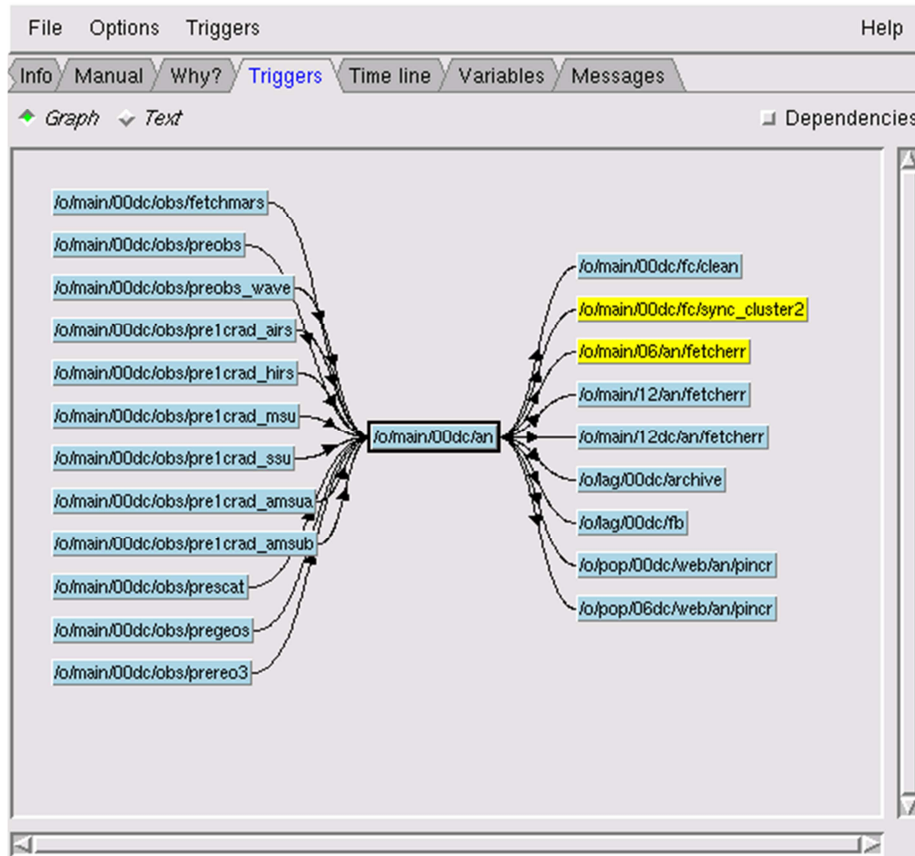 File Options Triggers Help
Info Manual Why? Triggers Time line Variables Messages
Graph Text Dependencies
/o/main/00dc/obs/fetchmars
/o/main/00dc/obs/preobs
/o/main/00dc/obs/preobs_wave
/o/main/00dc/obs/pre1crad_airs
/o/main/00dc/obs/pre1crad_hirs
/o/main/00dc/obs/pre1crad_msu
/o/main/00dc/obs/pre1crad_ssu
/o/main/00dc/obs/pre1crad_amsua
/o/main/00dc/obs/pre1crad_amsub
/o/main/00dc/obs/prescat
/o/main/00dc/obs/pregeos
/o/main/00dc/obs/prereo3
/o/main/00dc/an
/o/main/00dc/fc/clean
/o/main/00dc/fc/sync_cluster2
/o/main/06/an/fetcherr
/o/main/12/an/fetcherr
/o/main/12dc/an/fetcherr
/o/lag/00dc/archive
/o/lag/00dc/fb
/o/pop/00dc/web/an/pincr
/o/pop/06dc/web/an/pincr